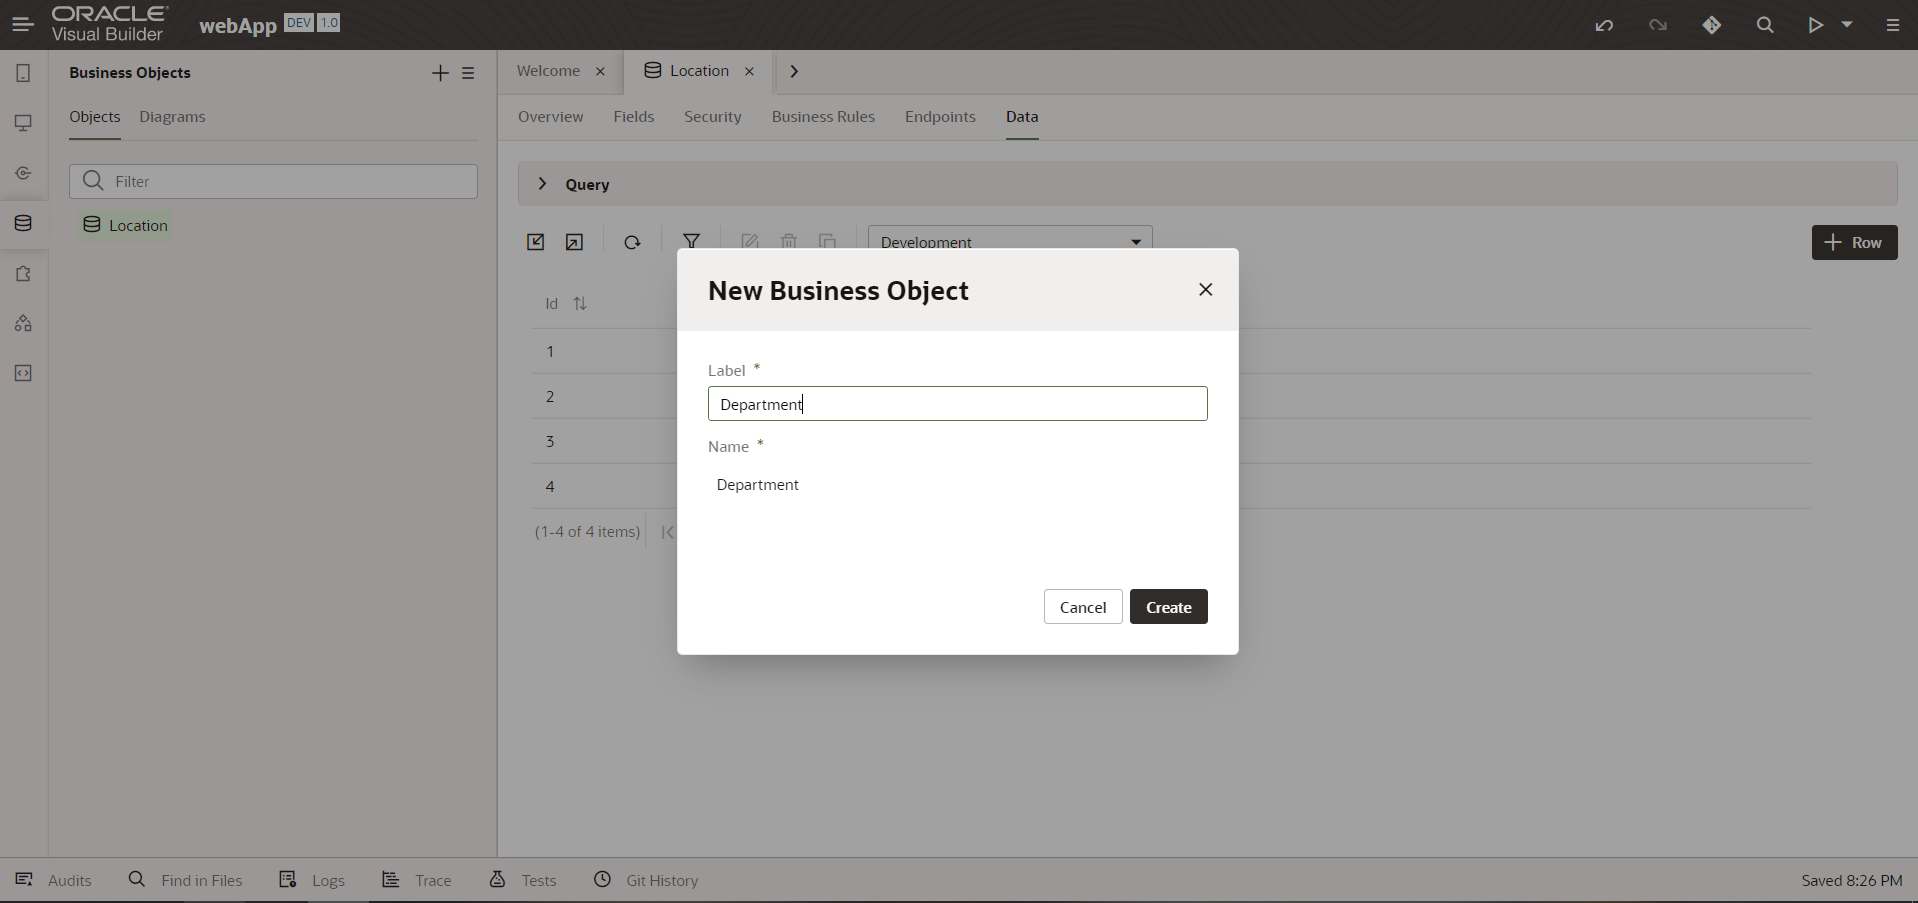 ORACLE
Visual Builder
webApp DEV 1.0
Business Objects
Objects Diagrams
Filter
Location
Welcome
Location
Overview Fields Security Business Rules Endpoints Data
Query
Development
Row
Id
1
2
3
4
(1-4 of 4 items)
New Business Object
Label *
Department
Name *
Department
Cancel Create
Audits Find in Files Logs Trace Tests Git History Saved 8:26 PM